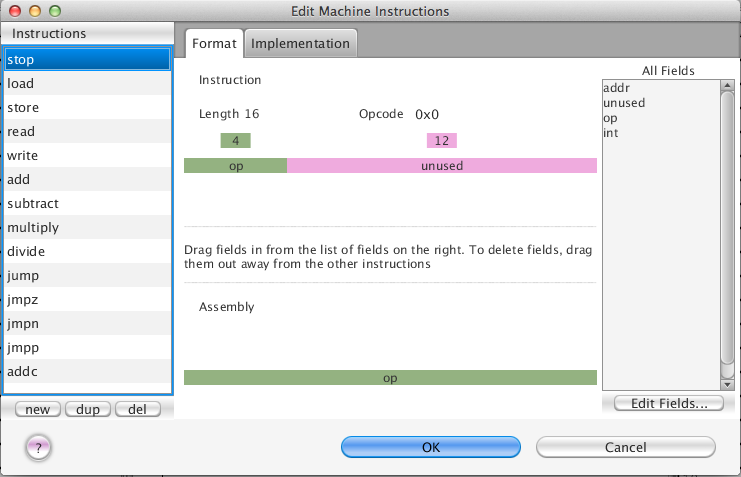 Edit Machine Instructions
Instructions
stop
load
store
read
write
add
subtract
multiply
divide
jump
jmpz
jmpn
jmpp
addc
new dup del
?
Format Implementation
Instruction
Length 16 Opcode 0x0
4 12
op unused
Drag fields in from the list of fields on the right. To delete fields, drag
them out away from the other instructions
Assembly
op
All Fields
addr
unused
op
int
Edit Fields...
OK Cancel